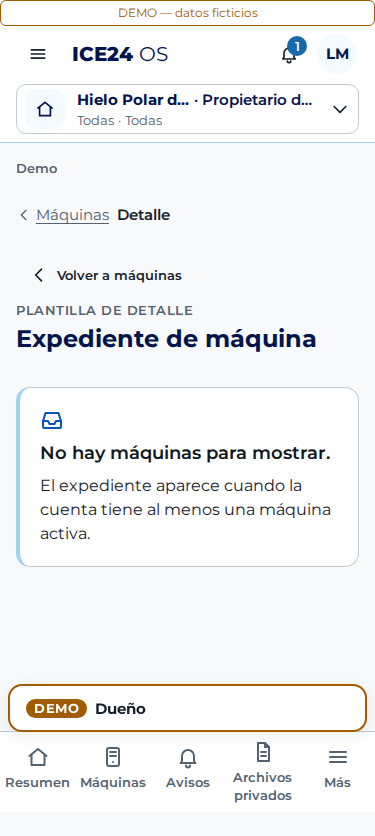 DEMO — datos ficticios
ICE24 OS
1
LM
Hielo Polar d... · Propietario d...
Todas · Todas
Demo
Máquinas Detalle
Volver a máquinas
PLANTILLA DE DETALLE
Expediente de máquina
No hay máquinas para mostrar.
El expediente aparece cuando la
cuenta tiene al menos una máquina
activa.
DEMO Dueño
Resumen Máquinas Avisos Archivos privados Más